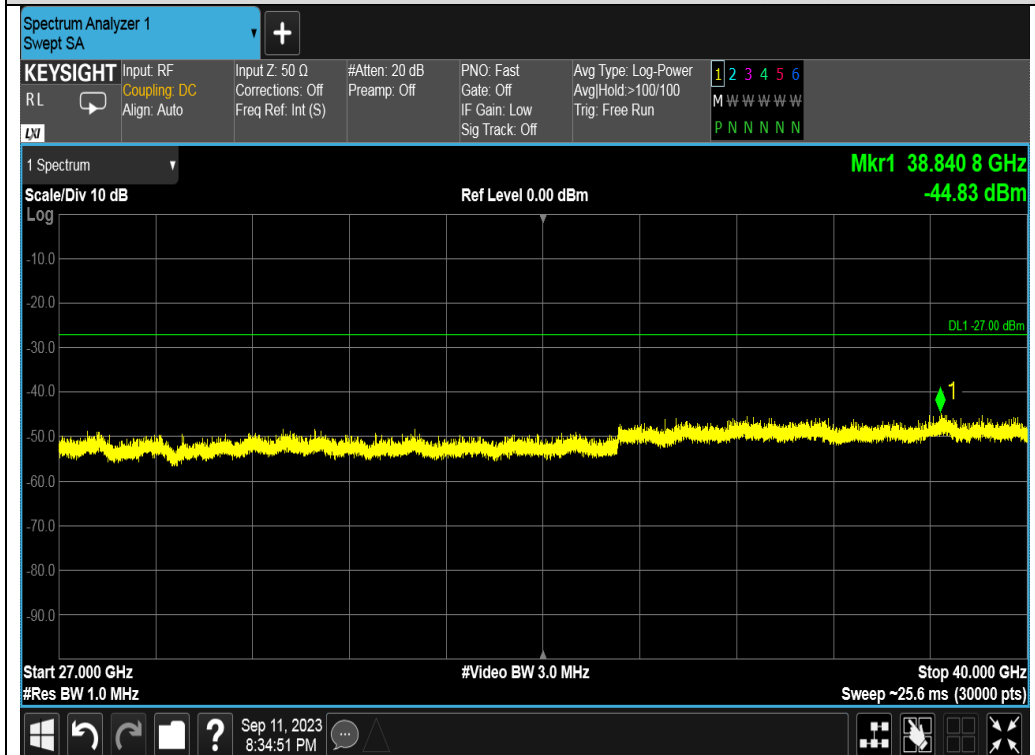 Spectrum Analyzer 1
Swept SA
+
KEYSIGHT
RL
LXI
Input: RF
Coupling: DC
Align: Auto
Input Z: 50 Ω
Corrections: Off
Freq Ref: Int (S)
#Atten: 20 dB
Preamp: Off
PNO: Fast
Gate: Off
IF Gain: Low
Sig Track: Off
Avg Type: Log-Power
Avg|Hold:>100/100
Trig: Free Run
1 2 3 4 5 6
M W W W W W
P N N N N N
1 Spectrum
Mkr1 38.840 8 GHz
-44.83 dBm
Scale/Div 10 dB
Ref Level 0.00 dBm
Log
-10.0
-20.0
DL1 -27.00 dBm
-30.0
-40.0
1
-50.0
-60.0
-70.0
-80.0
-90.0
Start 27.000 GHz
#Video BW 3.0 MHz
Stop 40.000 GHz
#Res BW 1.0 MHz
Sweep ~25.6 ms (30000 pts)
?
Sep 11, 2023
8:34:51 PM